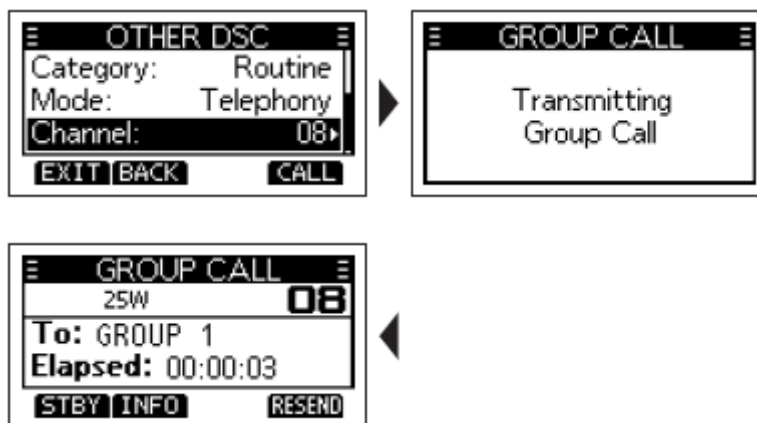 OTHER DSC
Category: Routine
Mode: Telephony
Channel: 08
EXIT BACK CALL
GROUP CALL
Transmitting
Group Call
GROUP CALL
25W 08
To: GROUP 1
Elapsed: 00:00:03
STBY INFO RESEND